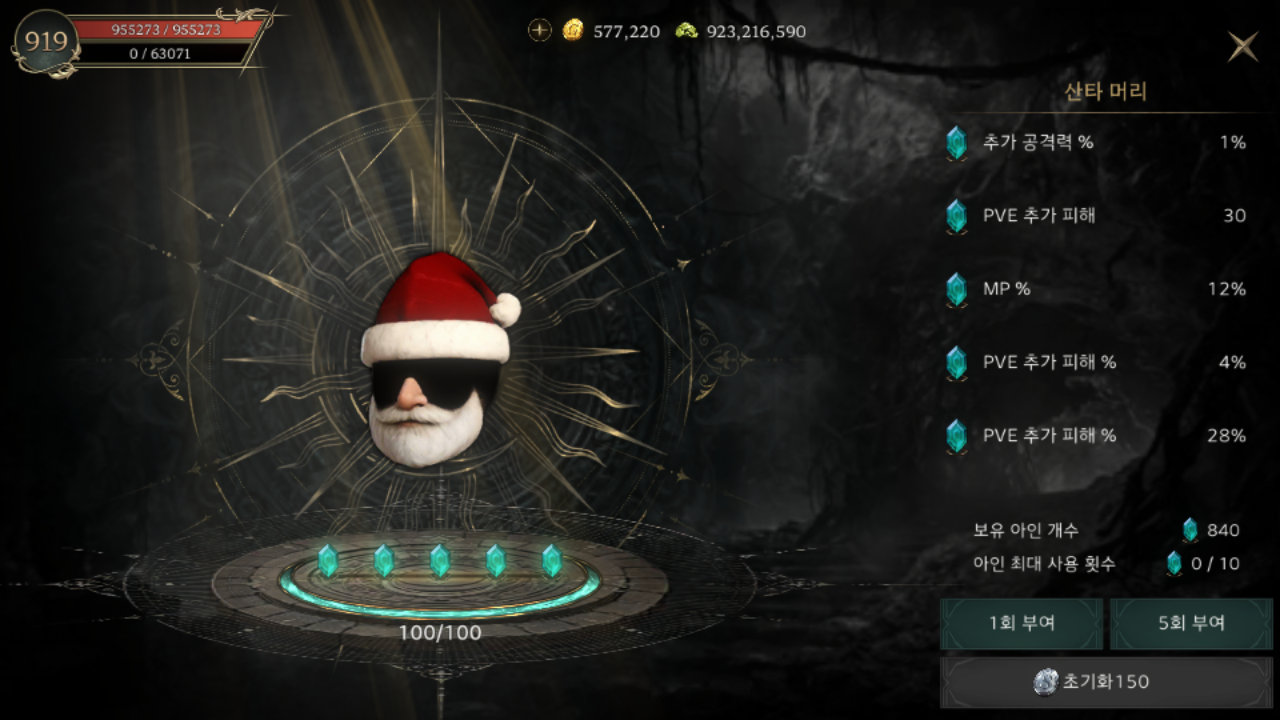 919
955273 / 955273
0 / 63071
577,220
923,216,590
산타 머리
추가 공격력 % 1%
PVE 추가 피해 30
MP % 12%
PVE 추가 피해 % 4%
PVE 추가 피해 % 28%
보유 아인 개수 840
아인 최대 사용 횟수 0 / 10
100/100
1회 부여
5회 부여
초기화150